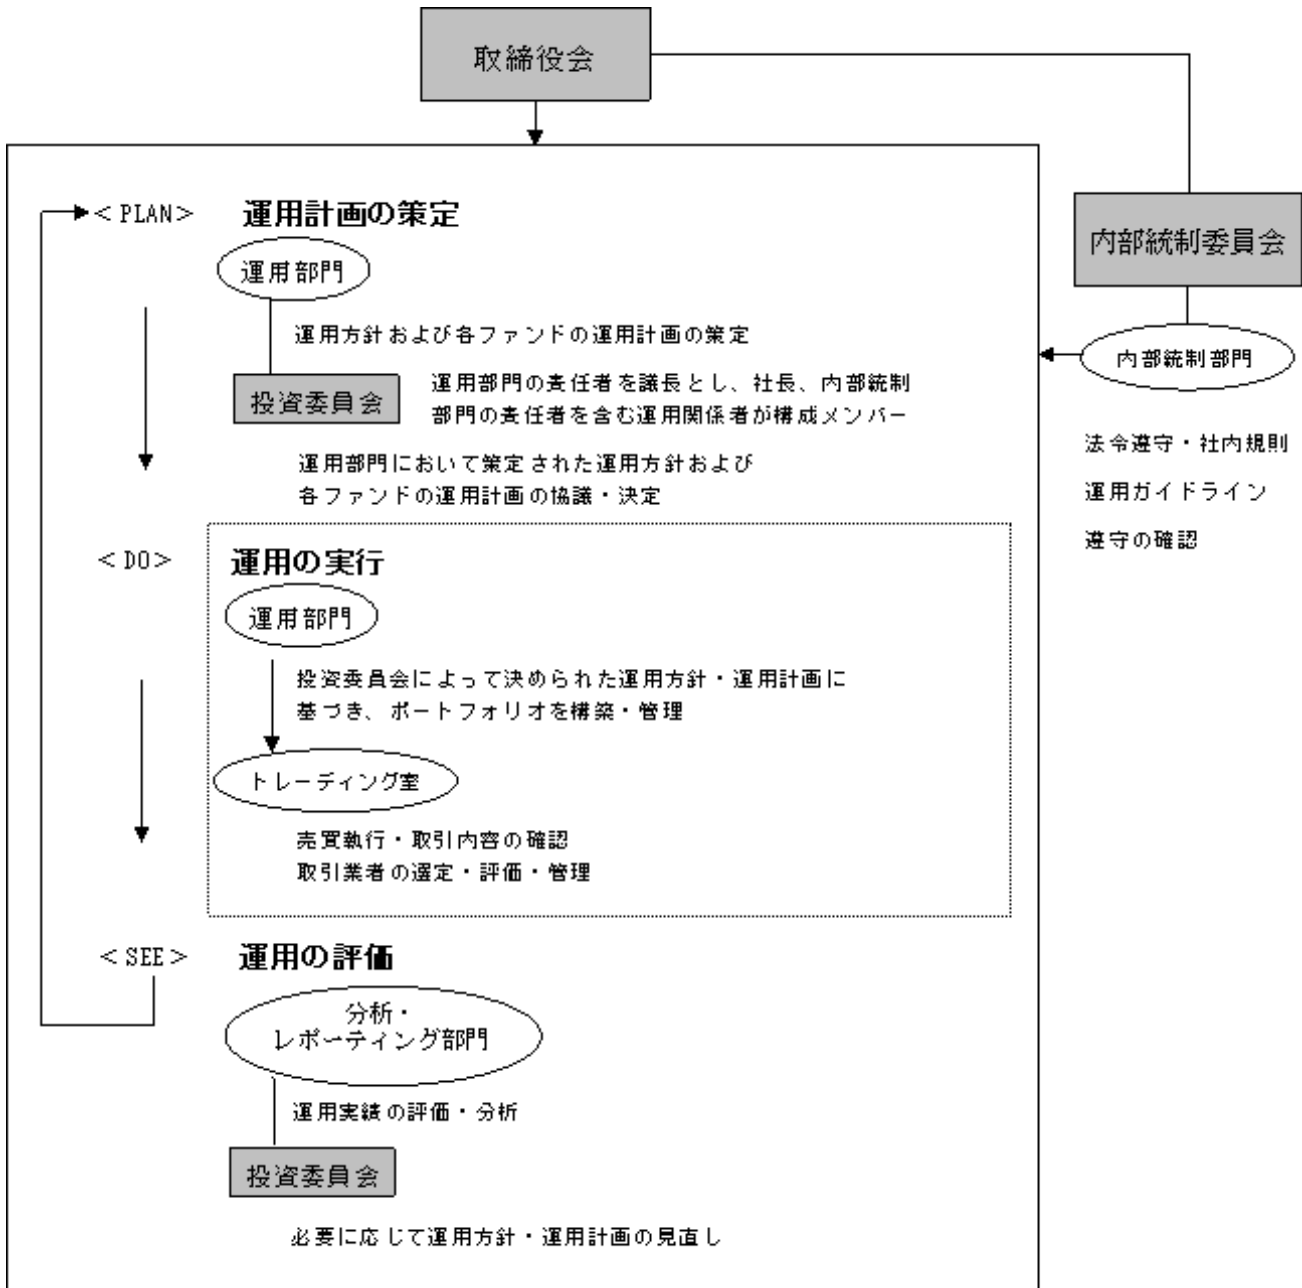 取締役会
<PLAN> 運用計画の策定
運用部門
運用方針および各ファンドの運用計画の策定
投資委員会
運用部門の責任者を議長とし、社長、内部統制
部門の責任者を含む運用関係者が構成メンバー
運用部門において策定された運用方針および
各ファンドの運用計画の協議・決定
<DO> 運用の実行
運用部門
投資委員会によって決められた運用方針・運用計画に
基づき、ポートフォリオを構築・管理
トレーディング室
売買執行・取引内容の確認
取引業者の選定・評価・管理
<SEE> 運用の評価
分析・
レポーティング部門
運用実績の評価・分析
投資委員会
必要に応じて運用方針・運用計画の見直し
内部統制委員会
内部統制部門
法令遵守・社内規則
運用ガイドライン
遵守の確認